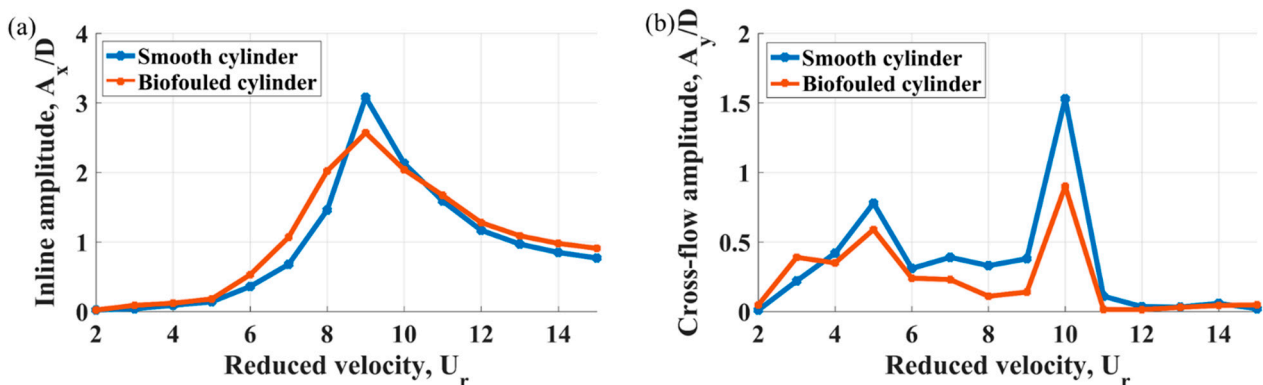 (a)
Inline amplitude, A_x/D
4
3
2
1
0
Smooth cylinder
Biofouled cylinder
2 4 6 8 10 12 14
Reduced velocity, U_r
(b)
Cross-flow amplitude, A_y/D
2
1.5
1
0.5
0
Smooth cylinder
Biofouled cylinder
2 4 6 8 10 12 14
Reduced velocity, U_r